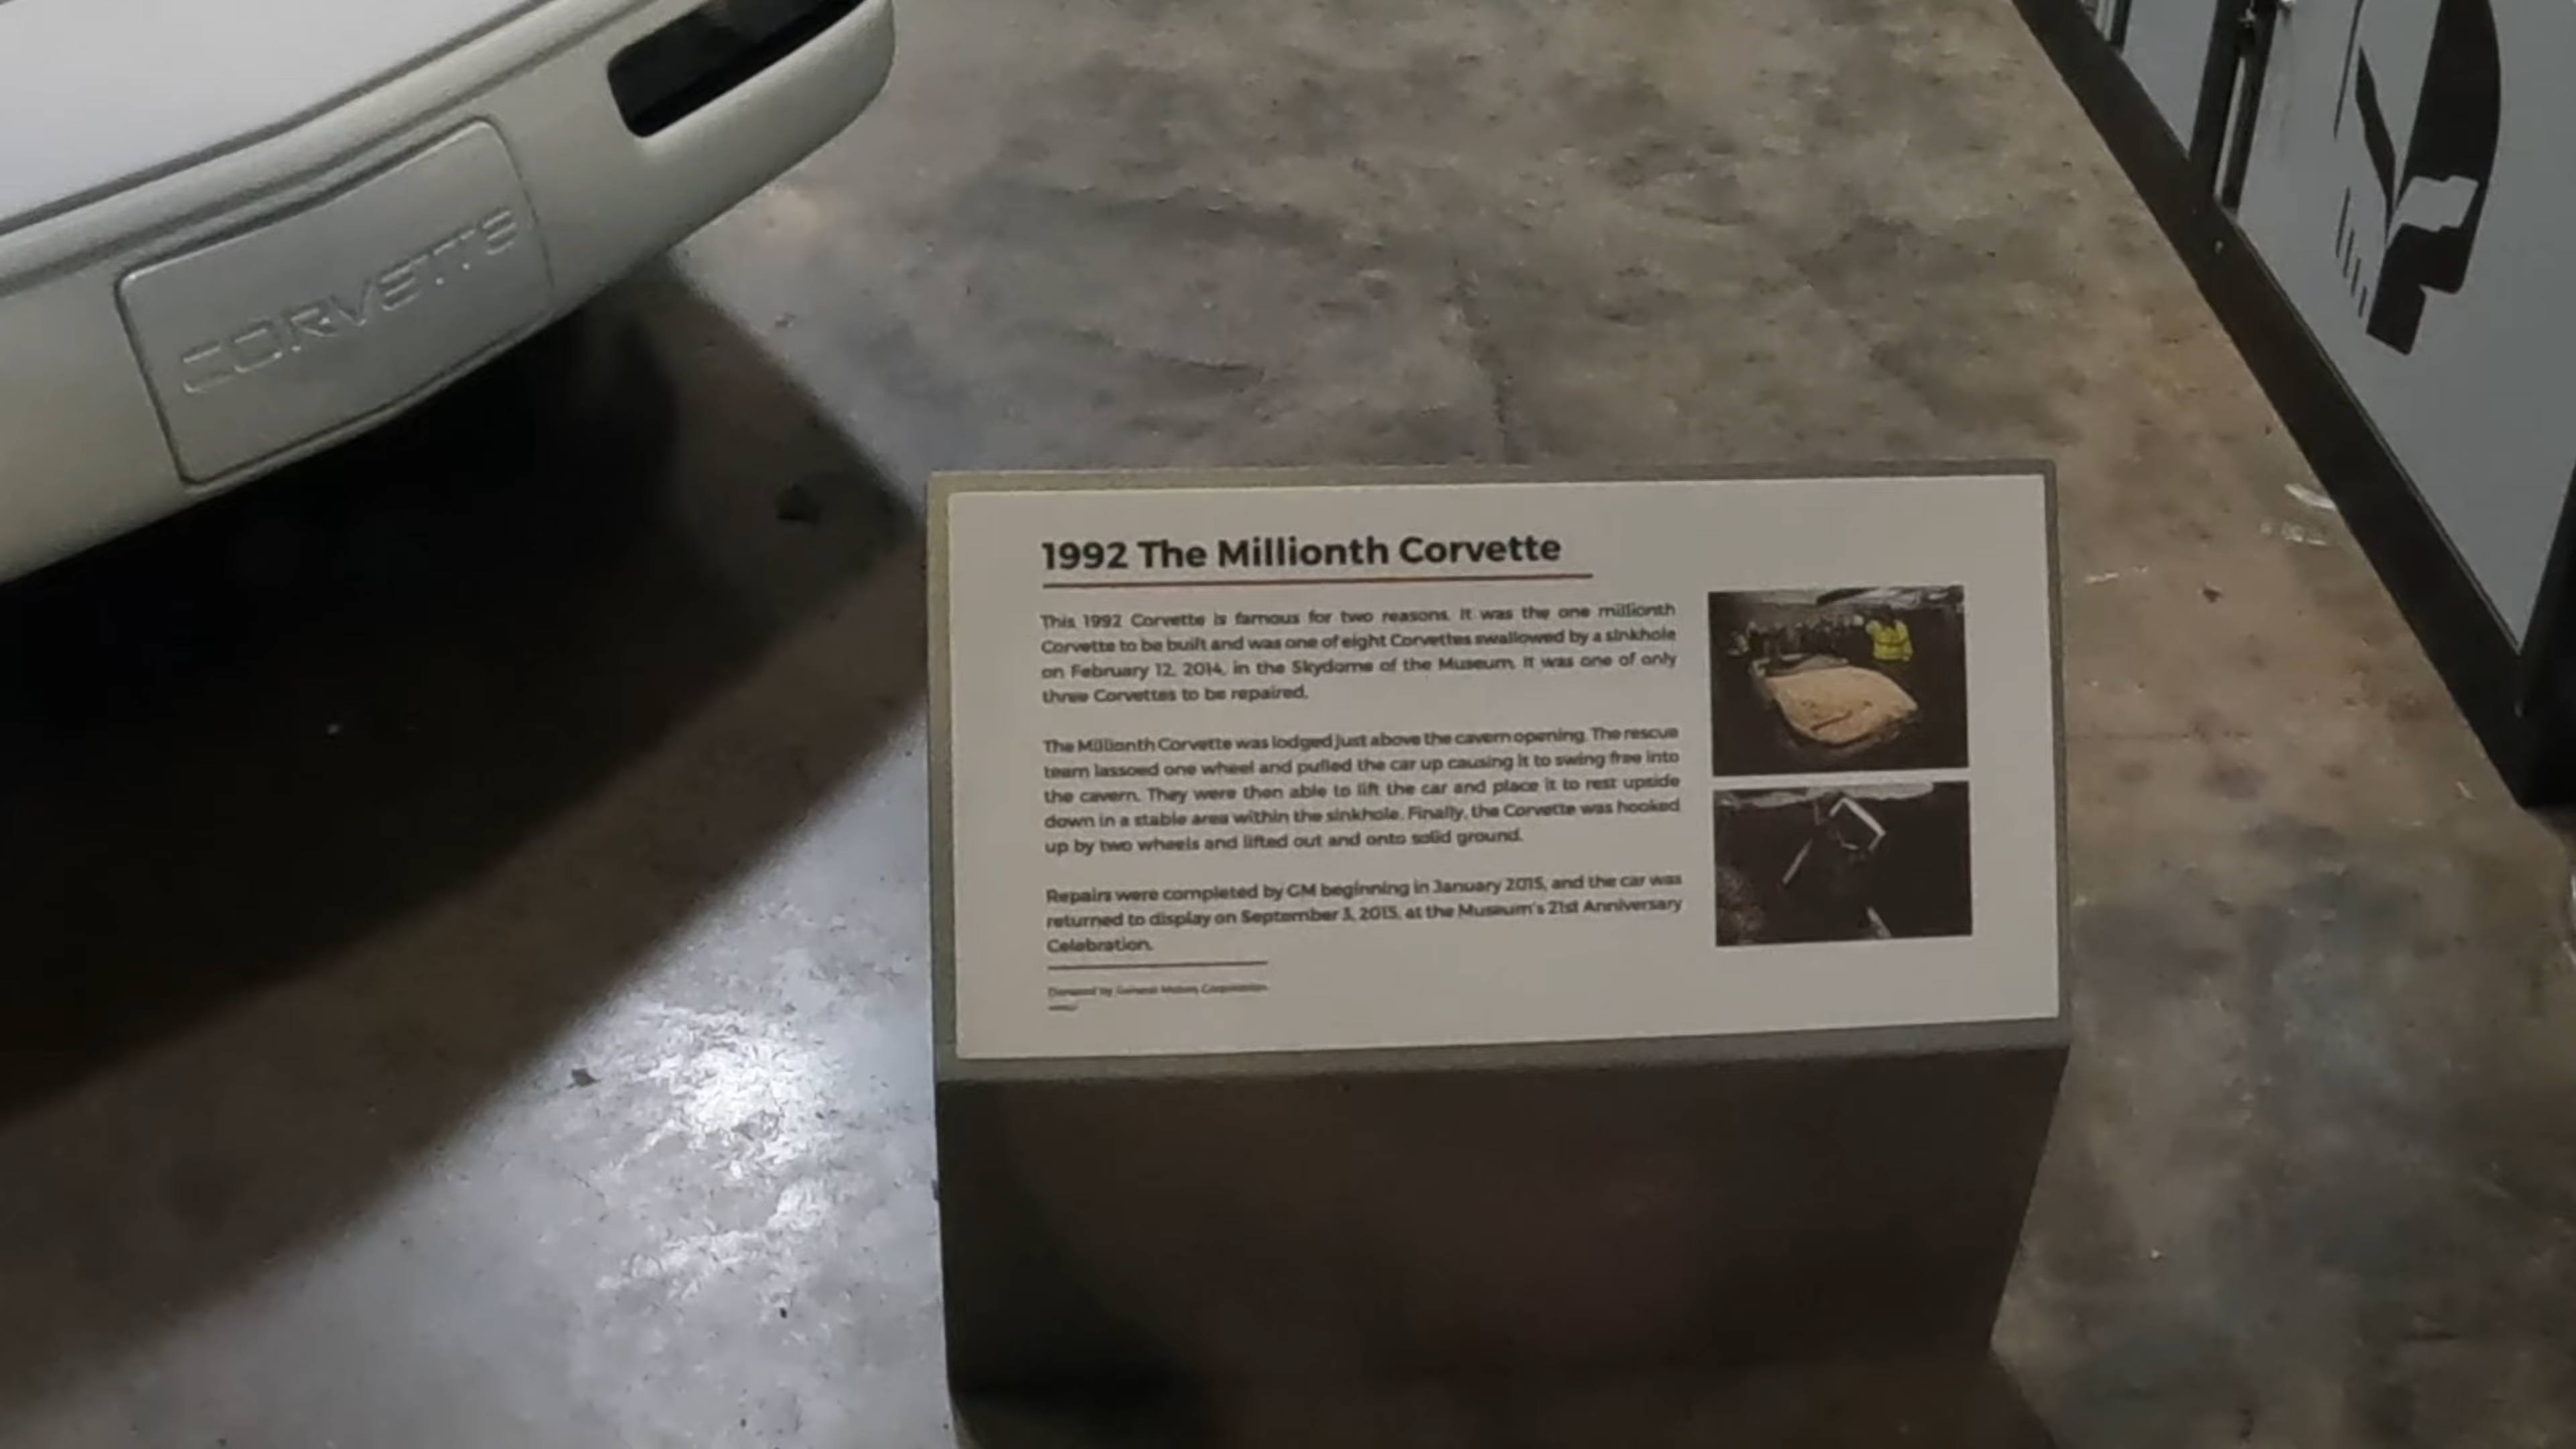 CORVETTE
1992 The Millionth Corvette
This 1992 Corvette is famous for two reasons. It was the one millionth
Corvette to be built and was one of eight Corvettes swallowed by a sinkhole
on February 12, 2014, in the Skydome of the Museum. It was one of only
three Corvettes to be repaired.
The Millionth Corvette was lodged just above the cavern opening. The rescue
team lassoed one wheel and pulled the car up causing it to swing free into
the cavern. They were then able to lift the car and place it to rest upside
down in a stable area within the sinkhole. Finally, the Corvette was hooked
up by two wheels and lifted out and onto solid ground.
Repairs were completed by GM beginning in January 2015, and the car was
returned to display on September 3, 2015, at the Museum's 21st Anniversary
Celebration.
Donated by General Motors Corporation